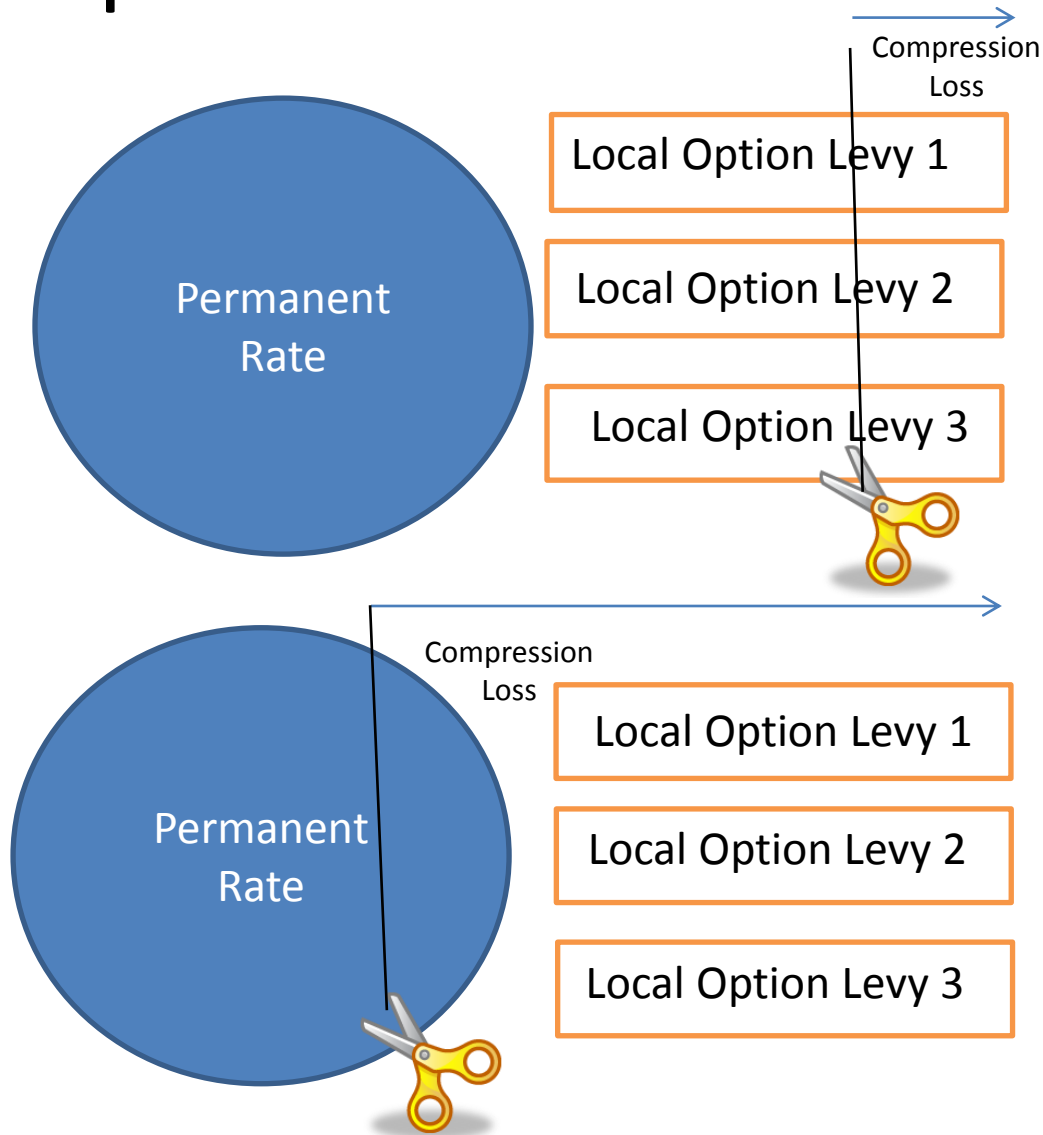 Compression
Loss
Local Option Levy 1
Permanent
Rate
Local Option Levy 2
Local Option Levy 3
Compression
Loss
Local Option Levy 1
Permanent
Rate
Local Option Levy 2
Local Option Levy 3